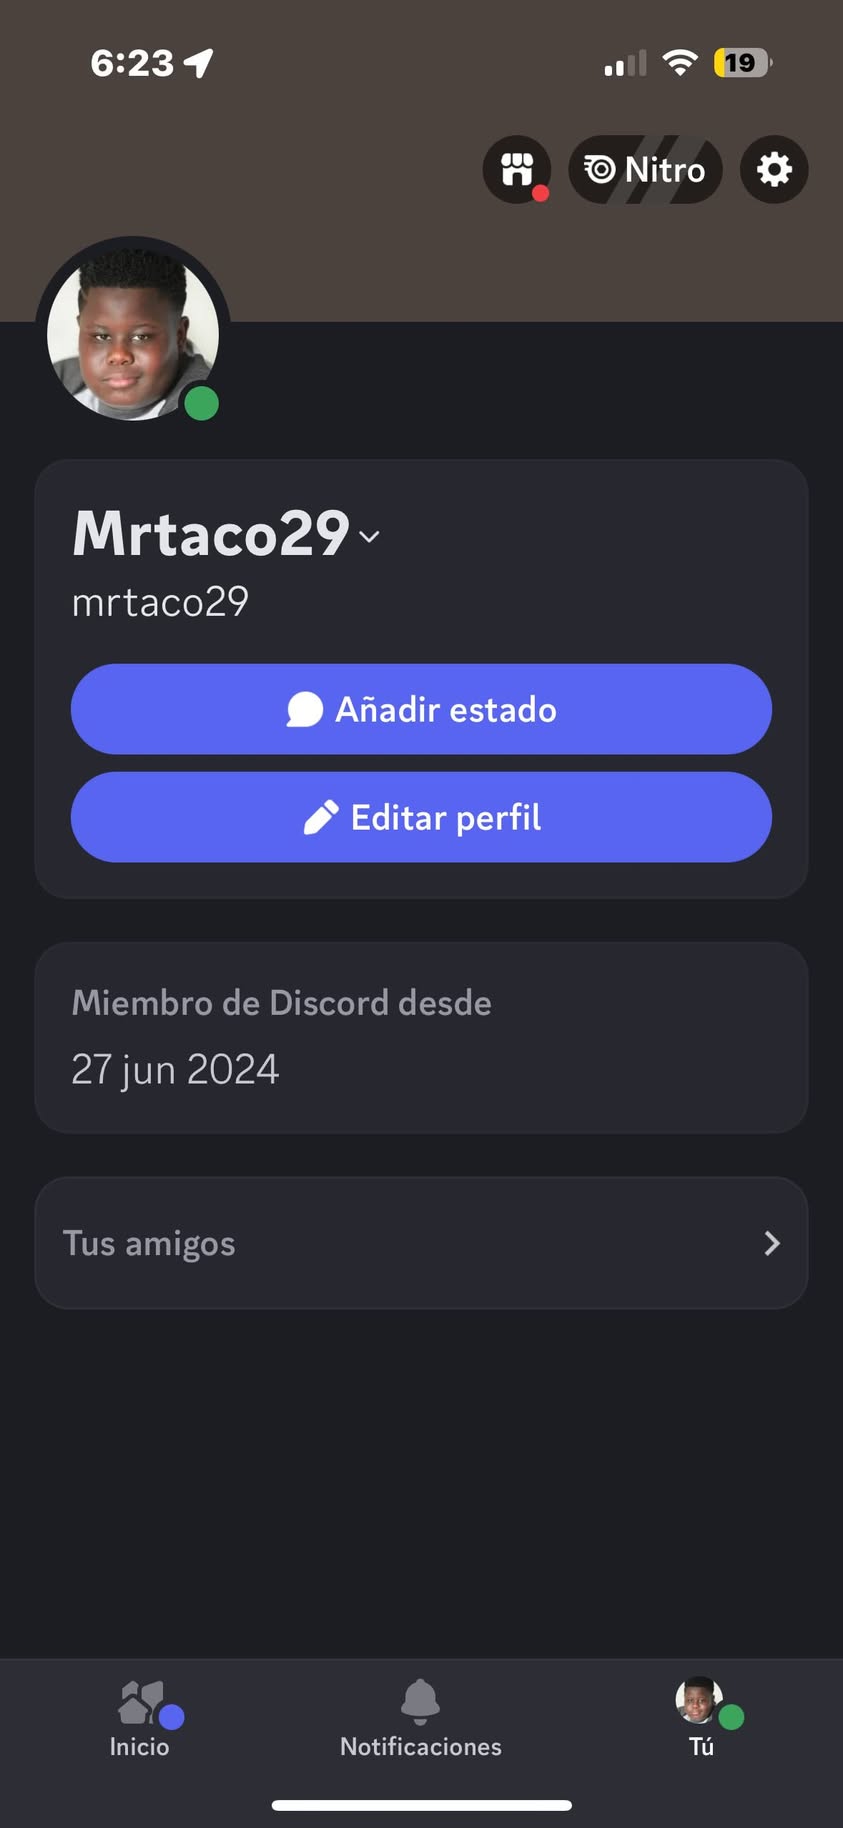 6:23
19
Nitro
Mrtaco29
mrtaco29
Añadir estado
Editar perfil
Miembro de Discord desde
27 jun 2024
Tus amigos
Inicio
Notificaciones
Tú